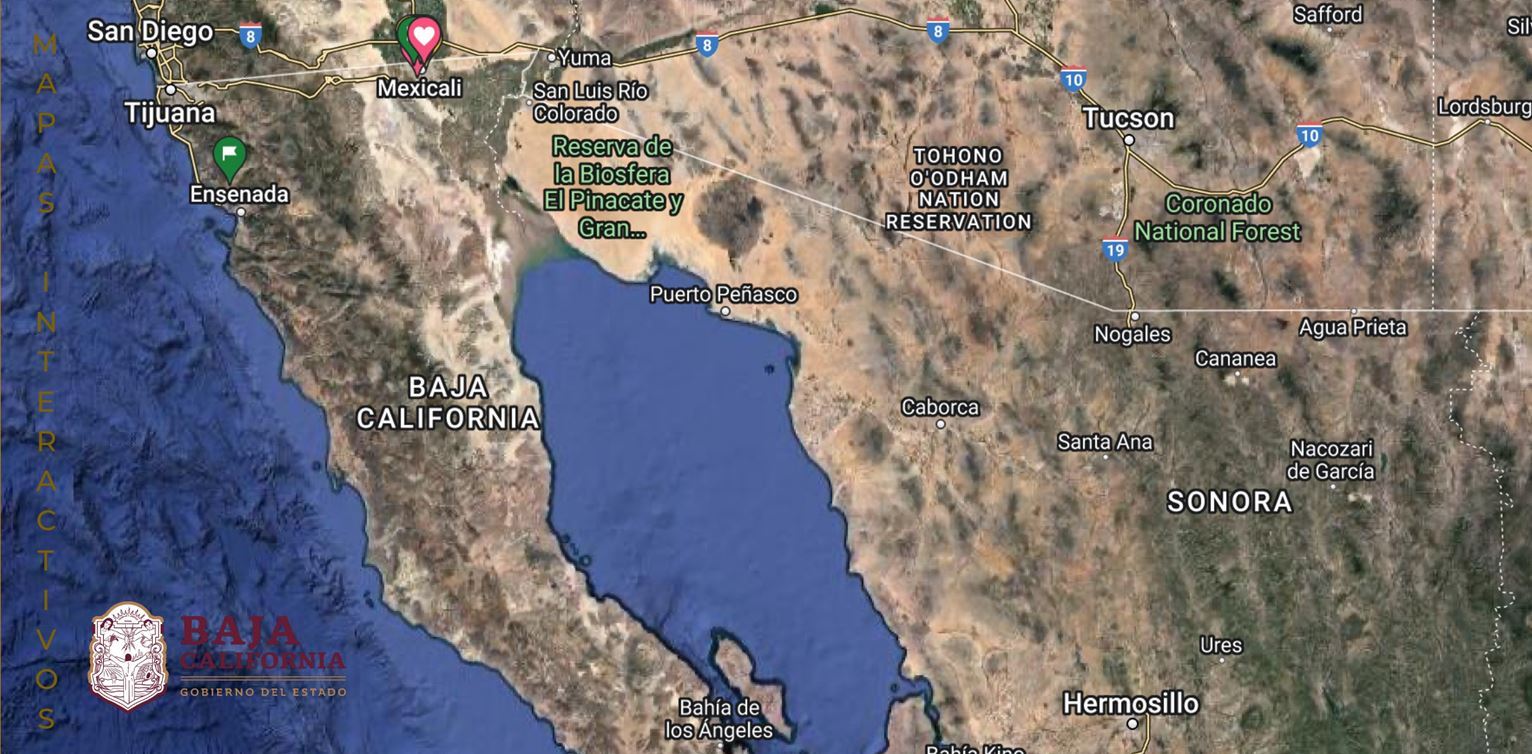 MAPAS INTERACTIVOS
San Diego
8
Tijuana
Mexicali
Yuma
San Luis Río
Colorado
8
8
10
Safford
Tucson
10
Lordsburg
Ensenada
Reserva de
la Biosfera
El Pinacate y
Gran...
TOHONO
O'ODHAM
NATION
RESERVATION
Coronado
National Forest
19
Puerto Peñasco
Nogales
Agua Prieta
Cananea
BAJA
CALIFORNIA
Caborca
Santa Ana
Nacozari
de García
SONORA
BAJA
CALIFORNIA
GOBIERNO DEL ESTADO
Ures
Bahía de
los Ángeles
Hermosillo